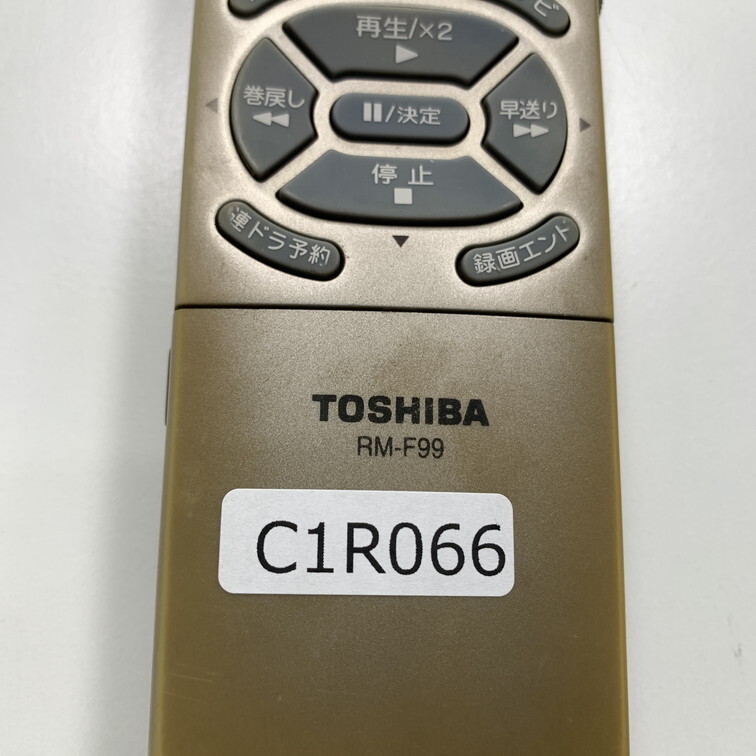 ビ
再生/×2
▶
巻戻し
◀◀
❚❚/決定
早送り
▶▶
停止
■
連ドラ予約
録画エンド
TOSHIBA
RM-F99
C1R066